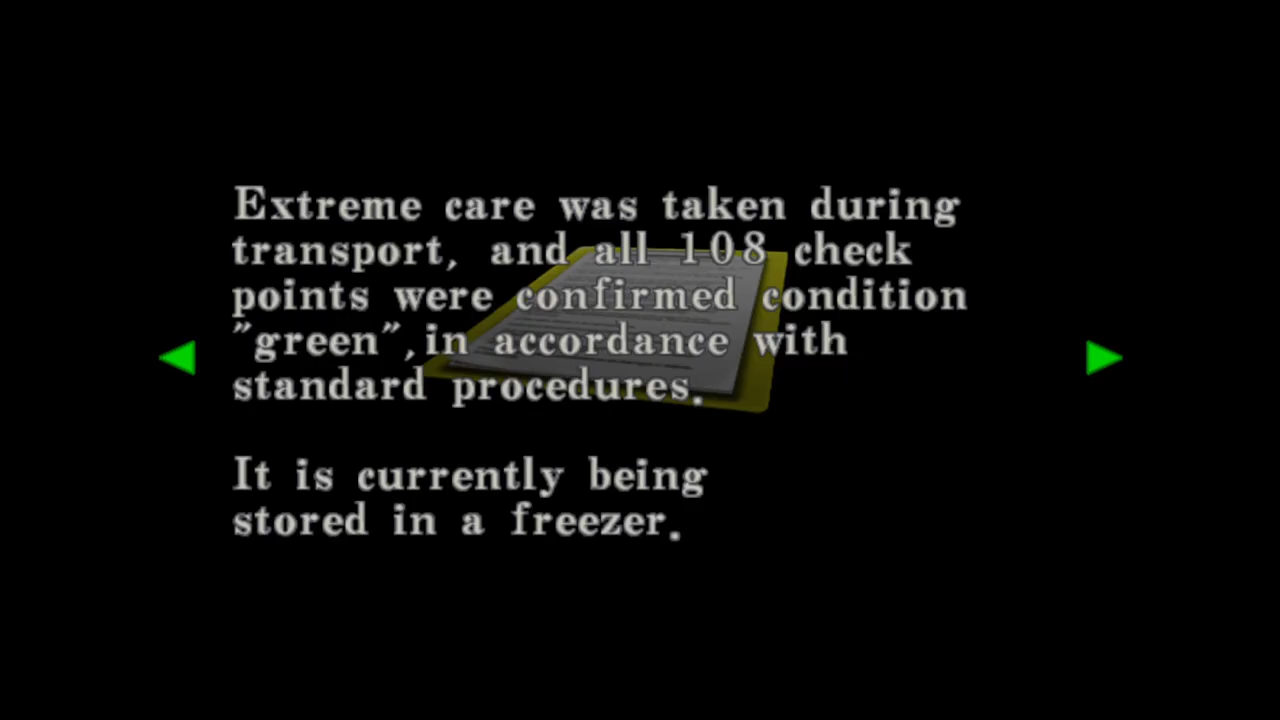 Extreme care was taken during
transport, and all 108 check
points were confirmed condition
"green",in accordance with
standard procedures.
It is currently being
stored in a freezer.